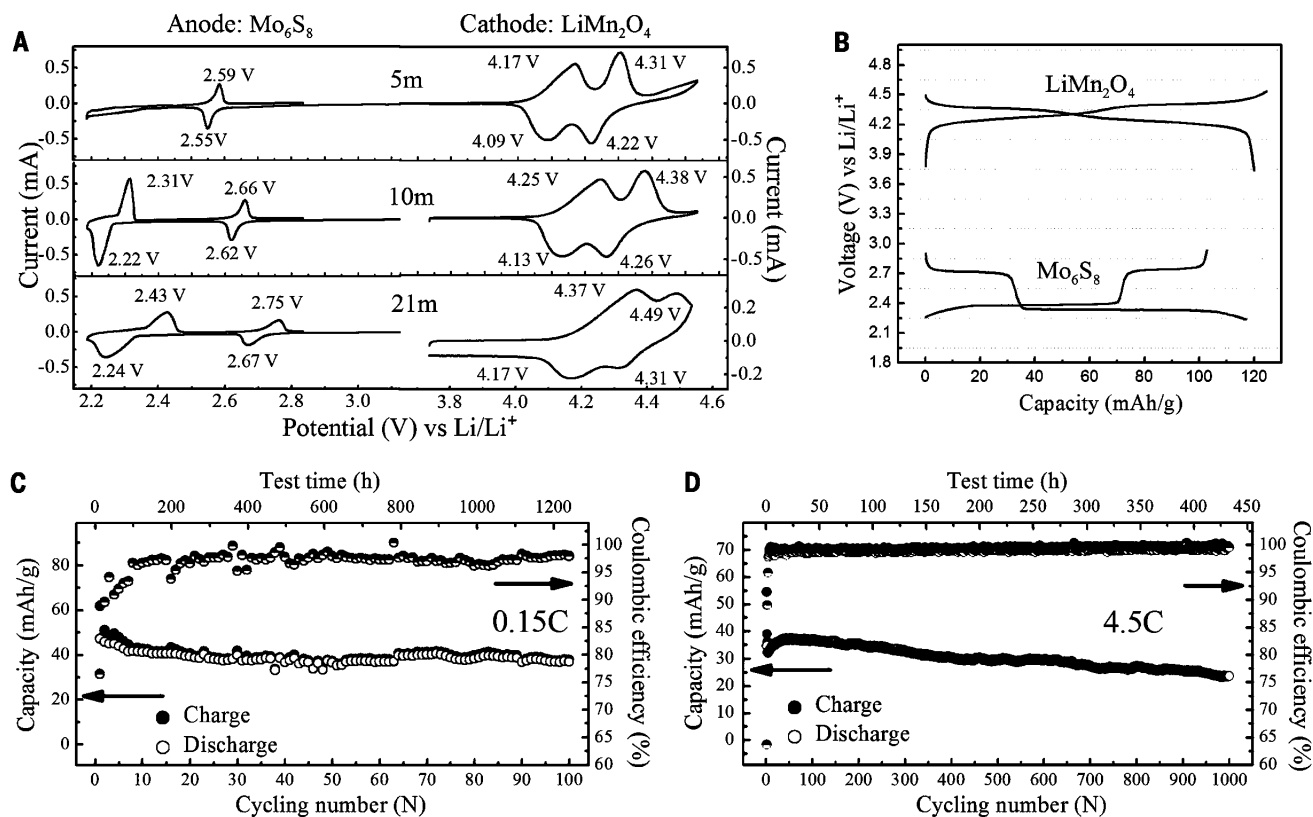 A
Anode: Mo₆S₈
Cathode: LiMn₂O₄
Current (mA)
0.5
0.0
-0.5
2.59 V
2.55V
5m
4.17 V
4.31 V
4.09 V
4.22 V
0.5
0.0
-0.5
0.5
0.0
-0.5
2.31 V
2.66 V
2.22 V
2.62 V
10m
4.25 V
4.38 V
4.13 V
4.26 V
0.5
0.0
-0.5
0.5
0.0
-0.5
2.43 V
2.75 V
2.24 V
2.67 V
21m
4.37 V
4.49 V
4.17 V
4.31 V
0.2
0.0
-0.2
Current (mA)
2.2 2.4 2.6 2.8 3.0 4.0 4.2 4.4 4.6
Potential (V) vs Li/Li⁺
B
Voltage (V) vs Li/Li⁺
4.8
4.5
4.2
3.9
3.6
3.3
3.0
2.7
2.4
2.1
1.8
LiMn₂O₄
Mo₆S₈
0 20 40 60 80 100 120
Capacity (mAh/g)
C
Test time (h)
0 200 400 600 800 1000 1200
Capacity (mAh/g)
80
60
40
20
0
0.15C
Charge
Discharge
100
95
90
85
80
75
70
65
60
Coulombic efficiency (%)
0 10 20 30 40 50 60 70 80 90 100
Cycling number (N)
D
Test time (h)
0 50 100 150 200 250 300 350 400 450
Capacity (mAh/g)
70
60
50
40
30
20
10
0
4.5C
Charge
Discharge
100
95
90
85
80
75
70
65
60
Coulombic efficiency (%)
0 100 200 300 400 500 600 700 800 900 1000
Cycling number (N)